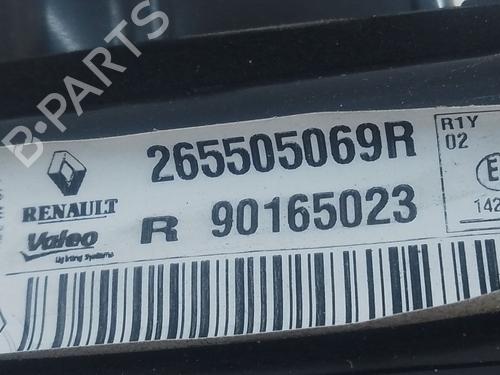 B-PARTS
265505069R
RENAULT
R 90165023
Valeo
Lighting Systems
R1Y
02
E
142